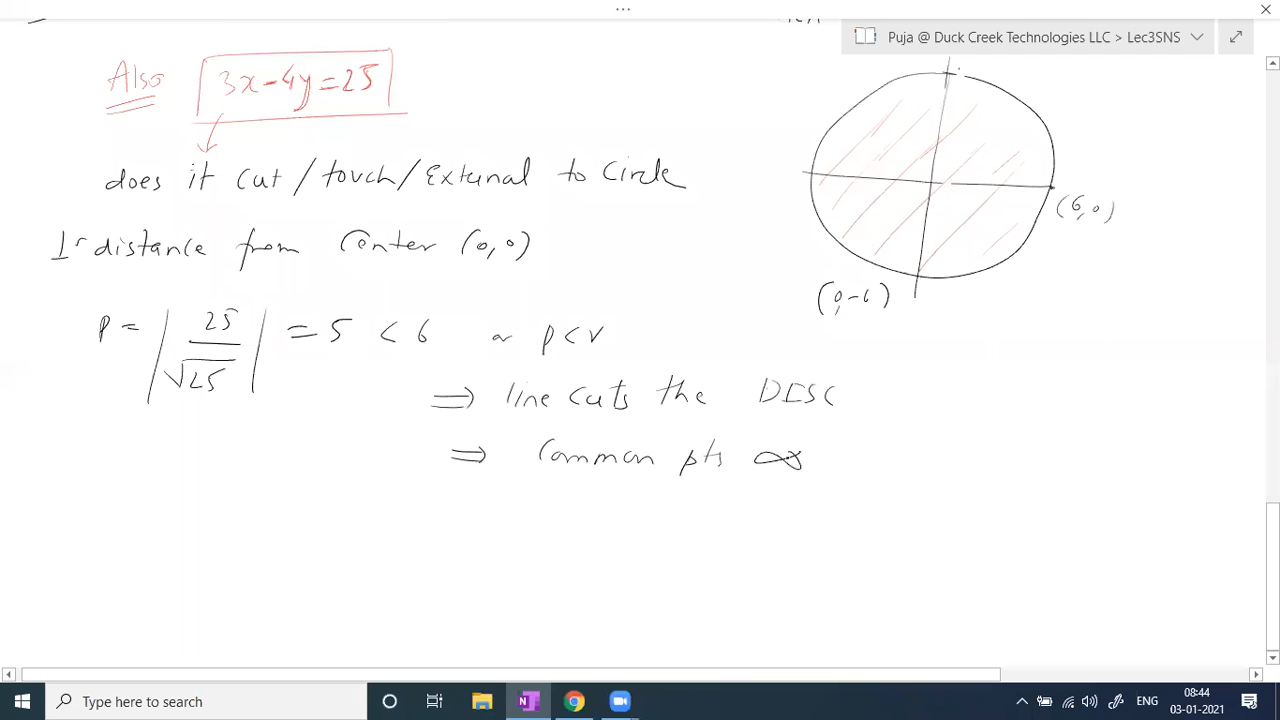 Puja @ Duck Creek Technologies LLC > Lec3SNS
Also 3x-4y=25
does it cut/touch/External to Circle
(6,0)
⊥r distance from Center (0,0)
(0,-6)
P = |25/√25| = 5 < 6 or p<r
⇒ line cuts the DISC
⇒ Common pts ∞
Type here to search
ENG
08:44
03-01-2021